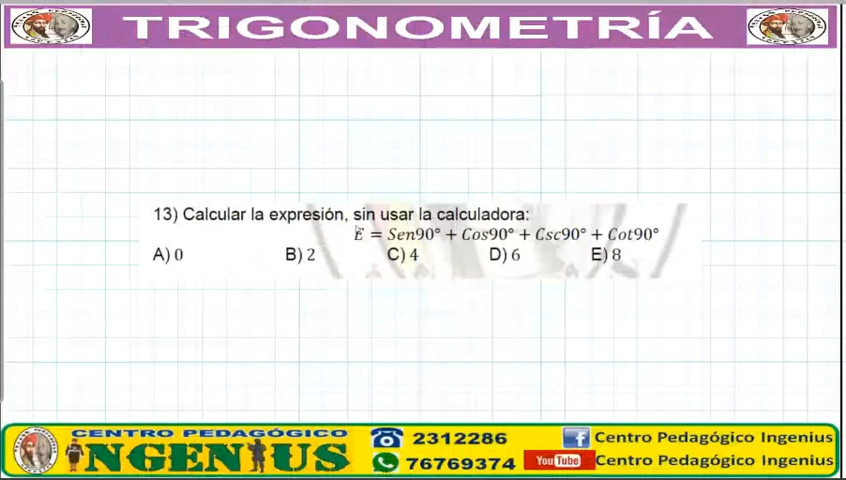 TRIGONOMETRÍA
13) Calcular la expresión, sin usar la calculadora:
E = Sen90° + Cos90° + Csc90° + Cot90°
A) 0 B) 2 C) 4 D) 6 E) 8
CENTRO PEDAGÓGICO
INGENIUS
2312286
76769374
Centro Pedagógico Ingenius
YouTube Centro Pedagógico Ingenius